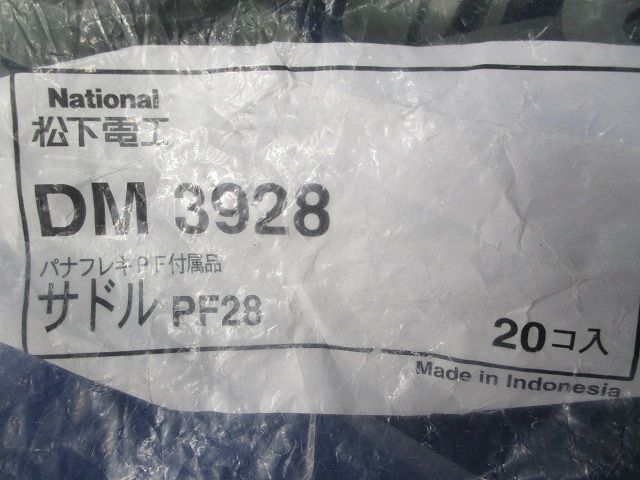 National
松下電工
DM 3928
パナフレキPF付属品
サドル PF28
20コ入
Made in Indonesia